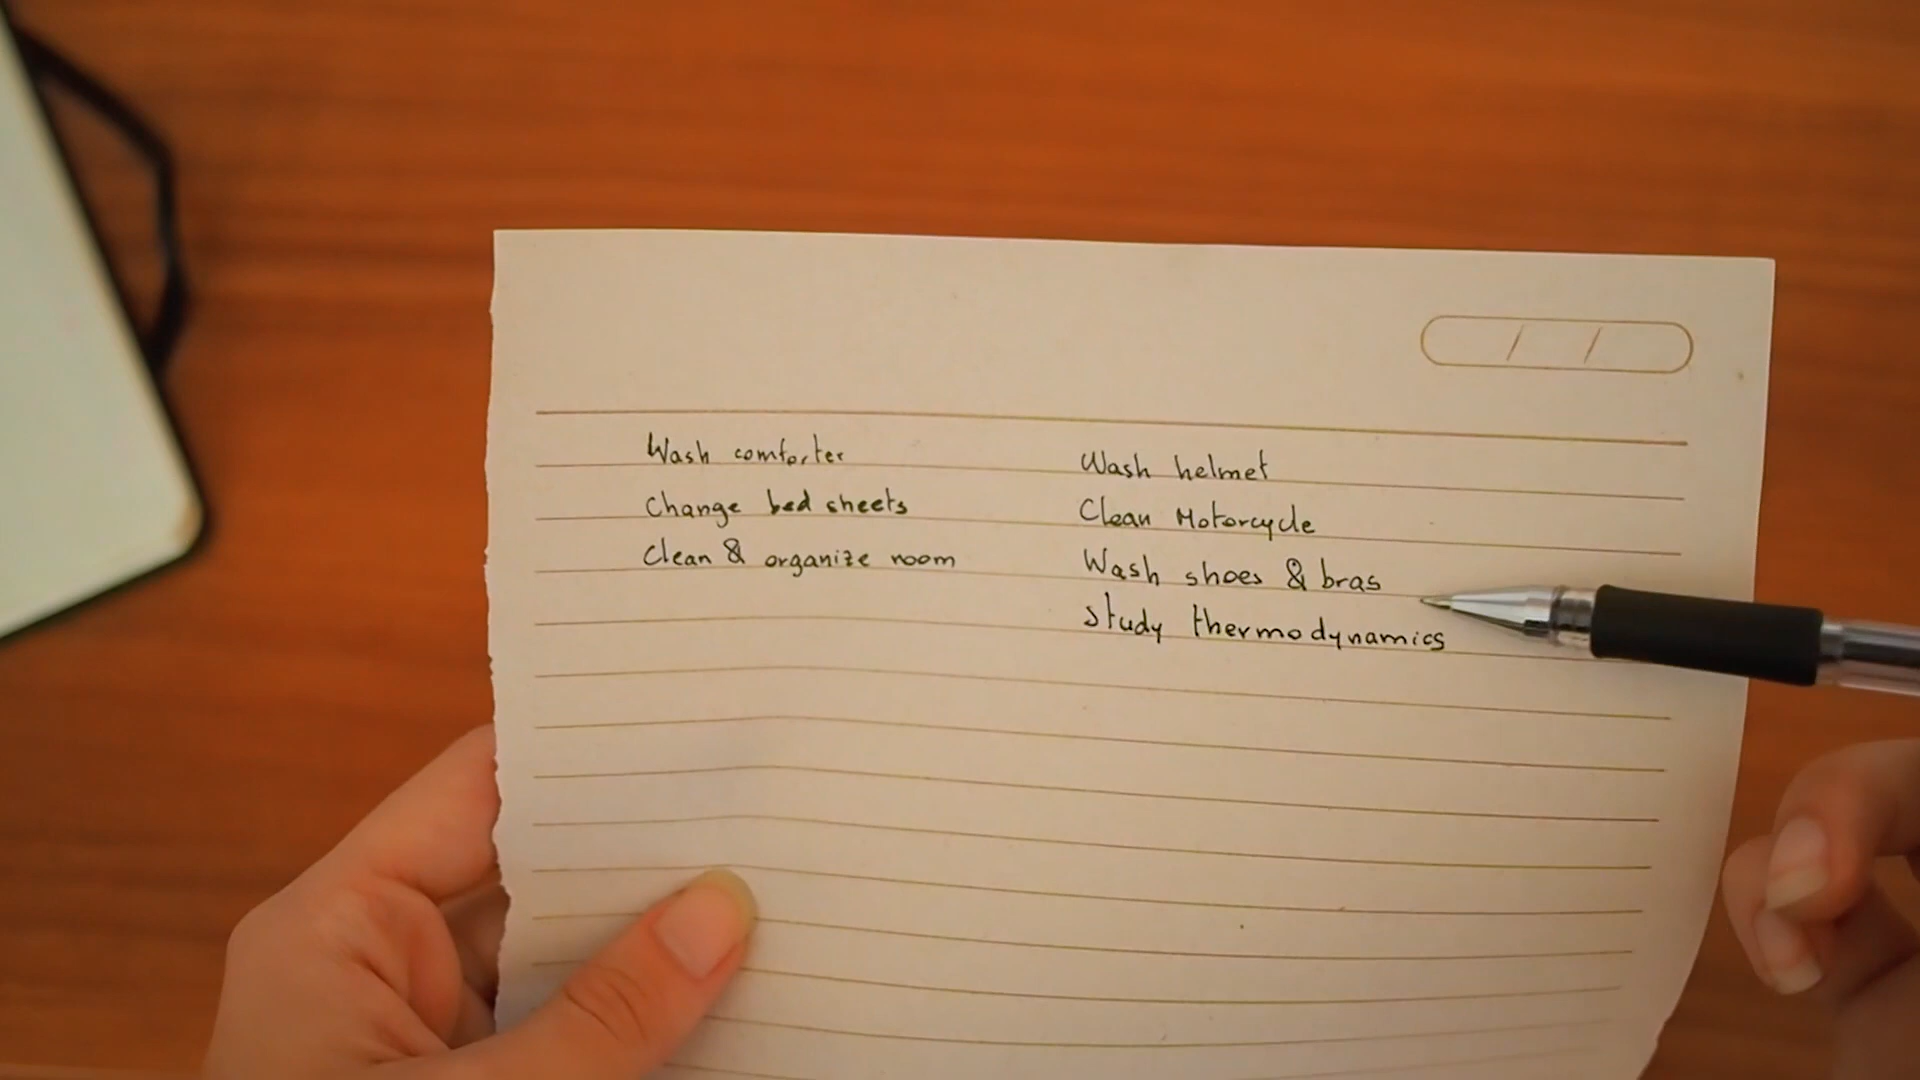 Wash comforter
Change bed sheets
Clean & organize room
Wash helmet
Clean Motorcycle
Wash shoes & bras
Study thermodynamics